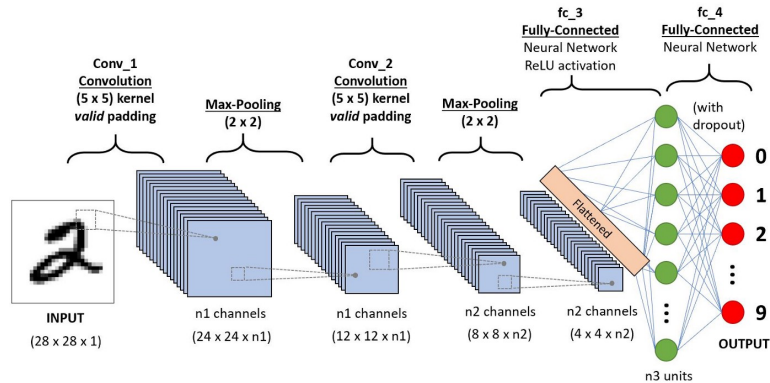 fc_3
Fully-Connected
Neural Network
ReLU activation
fc_4
Fully-Connected
Neural Network
Conv_1
Convolution
(5 x 5) kernel
valid padding
Max-Pooling
(2 x 2)
Conv_2
Convolution
(5 x 5) kernel
valid padding
Max-Pooling
(2 x 2)
(with
dropout)
Flattened
2
0
1
2
9
INPUT
(28 x 28 x 1)
n1 channels
(24 x 24 x n1)
n1 channels
(12 x 12 x n1)
n2 channels
(8 x 8 x n2)
n2 channels
(4 x 4 x n2)
n3 units
OUTPUT